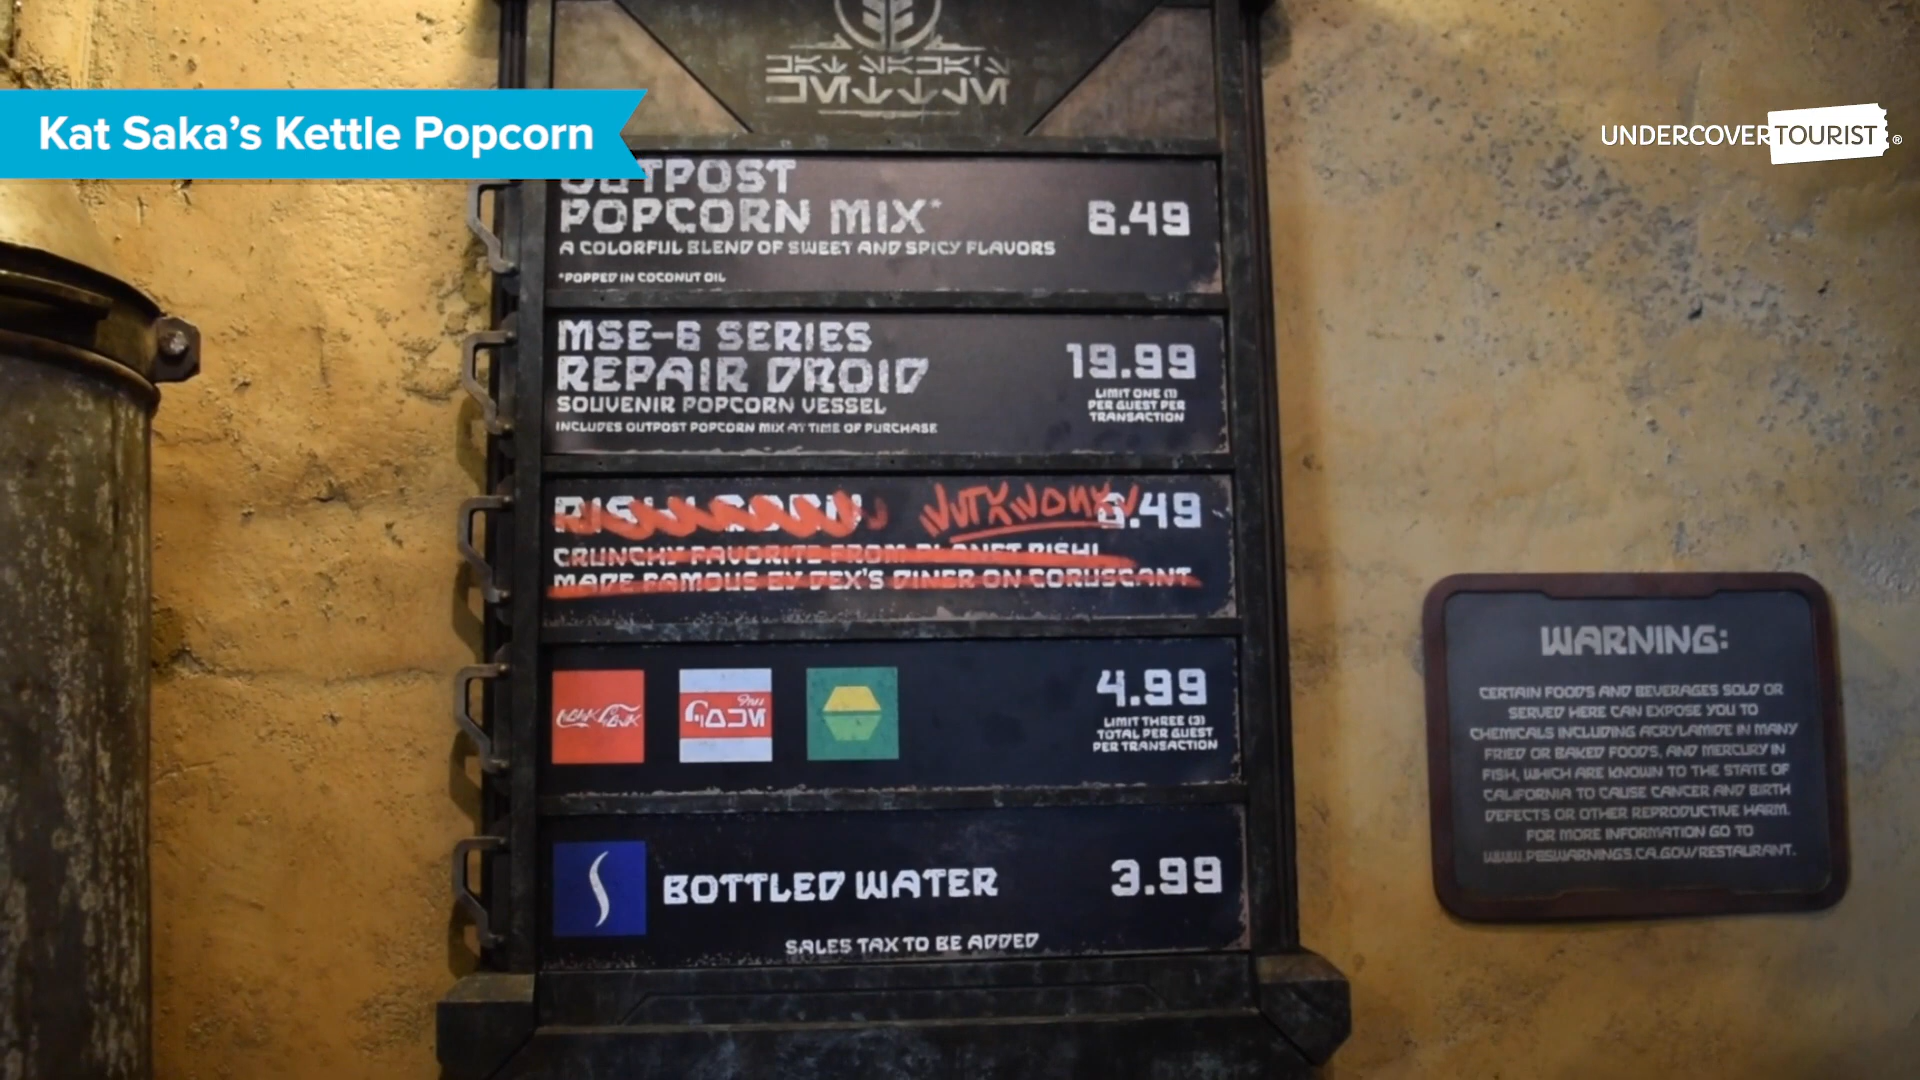 Kat Saka's Kettle Popcorn
UNDERCOVERTOURIST®
OUTPOST
POPCORN MIX* 6.49
A COLORFUL BLEND OF SWEET AND SPICY FLAVORS
*POPPED IN COCONUT OIL
MSE-6 SERIES
REPAIR DROID 19.99
SOUVENIR POPCORN VESSEL
INCLUDES OUTPOST POPCORN MIX AT TIME OF PURCHASE
LIMIT ONE (1)
PER GUEST PER
TRANSACTION
6.49
CRUNCHY FAVORITE FROM PLANET RISHI
MADE FAMOUS BY DEX'S DINER ON CORUSCANT
4.99
LIMIT THREE (3)
TOTAL PER GUEST
PER TRANSACTION
BOTTLED WATER 3.99
SALES TAX TO BE ADDED
WARNING:
CERTAIN FOODS AND BEVERAGES SOLD OR
SERVED HERE CAN EXPOSE YOU TO
CHEMICALS INCLUDING ACRYLAMIDE IN MANY
FRIED OR BAKED FOODS, AND MERCURY IN
FISH, WHICH ARE KNOWN TO THE STATE OF
CALIFORNIA TO CAUSE CANCER AND BIRTH
DEFECTS OR OTHER REPRODUCTIVE HARM.
FOR MORE INFORMATION GO TO
WWW.P65WARNINGS.CA.GOV/RESTAURANT.